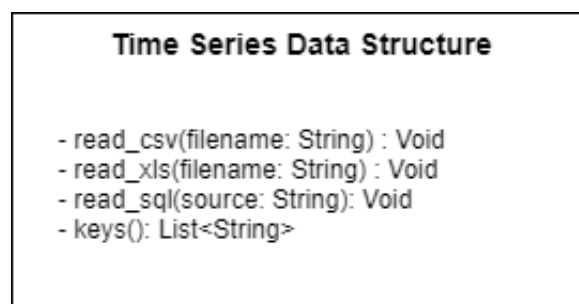 Time Series Data Structure
- read_csv(filename: String) : Void
- read_xls(filename: String) : Void
- read_sql(source: String): Void
- keys(): List<String>